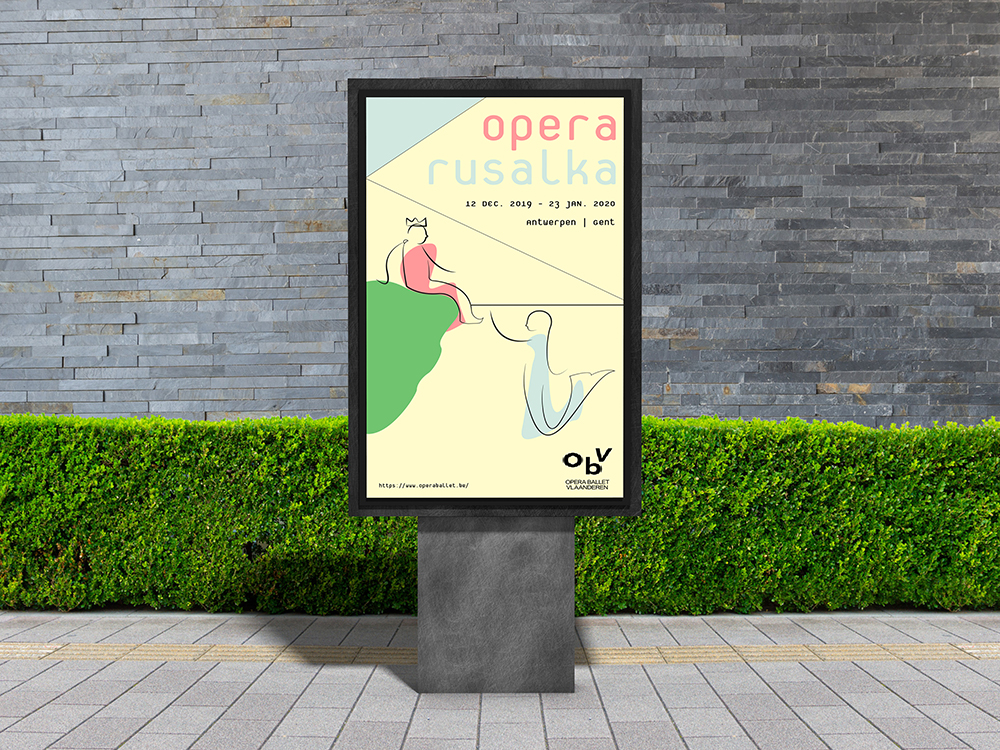 opera
rusalka
12 DEC. 2019 - 23 JAN. 2020
Antwerpen | Gent
https://www.operaballet.be/
obv
OPERA BALLET
VLAANDEREN